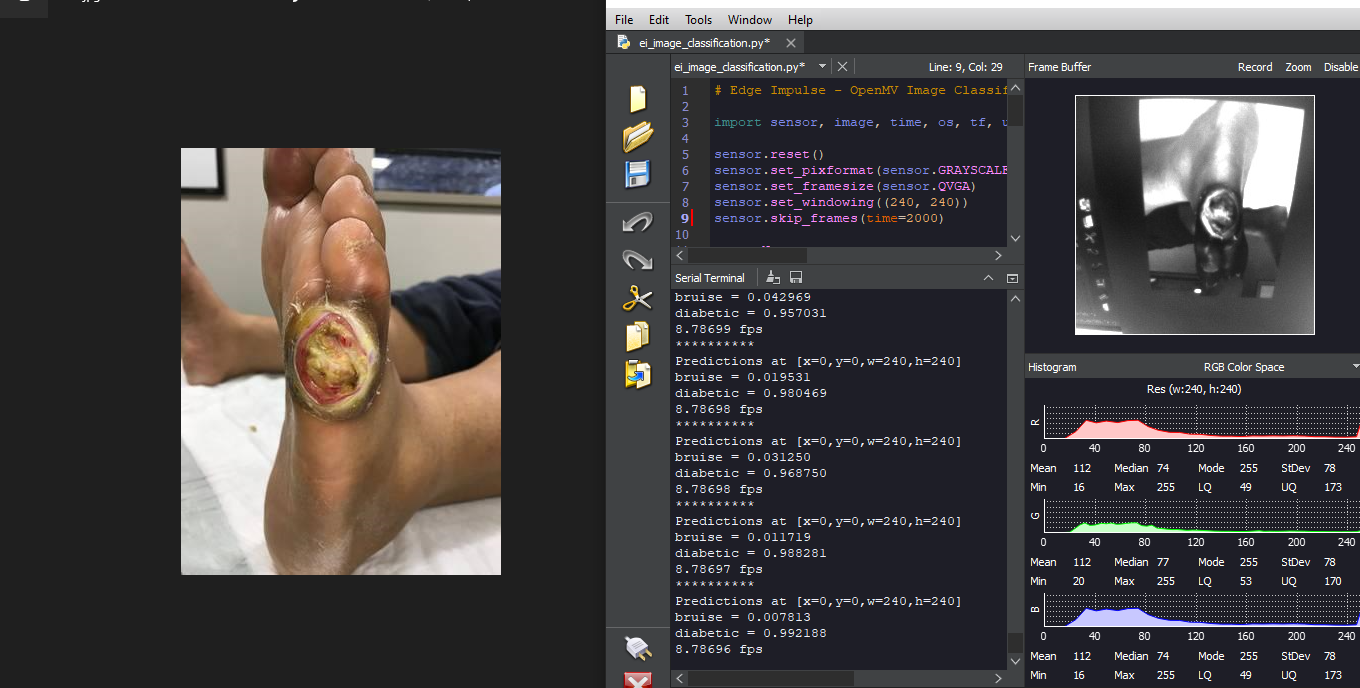 File Edit Tools Window Help
ei_image_classification.py*
ei_image_classification.py* Line: 9, Col: 29
1 # Edge Impulse - OpenMV Image Classif
2
3 import sensor, image, time, os, tf, u
4
5 sensor.reset()
6 sensor.set_pixformat(sensor.GRAYSCALE
7 sensor.set_framesize(sensor.QVGA)
8 sensor.set_windowing((240, 240))
9 sensor.skip_frames(time=2000)
10
Serial Terminal
bruise = 0.042969
diabetic = 0.957031
8.78699 fps
**********
Predictions at [x=0,y=0,w=240,h=240]
bruise = 0.019531
diabetic = 0.980469
8.78698 fps
**********
Predictions at [x=0,y=0,w=240,h=240]
bruise = 0.031250
diabetic = 0.968750
8.78698 fps
**********
Predictions at [x=0,y=0,w=240,h=240]
bruise = 0.011719
diabetic = 0.988281
8.78697 fps
**********
Predictions at [x=0,y=0,w=240,h=240]
bruise = 0.007813
diabetic = 0.992188
8.78696 fps
Frame Buffer Record Zoom Disable
Histogram RGB Color Space
Res (w:240, h:240)
R
0 40 80 120 160 200 240
Mean 112 Median 74 Mode 255 StDev 78
Min 16 Max 255 LQ 49 UQ 173
G
0 40 80 120 160 200 240
Mean 112 Median 77 Mode 255 StDev 78
Min 20 Max 255 LQ 53 UQ 170
B
0 40 80 120 160 200 240
Mean 112 Median 74 Mode 255 StDev 78
Min 16 Max 255 LQ 49 UQ 173